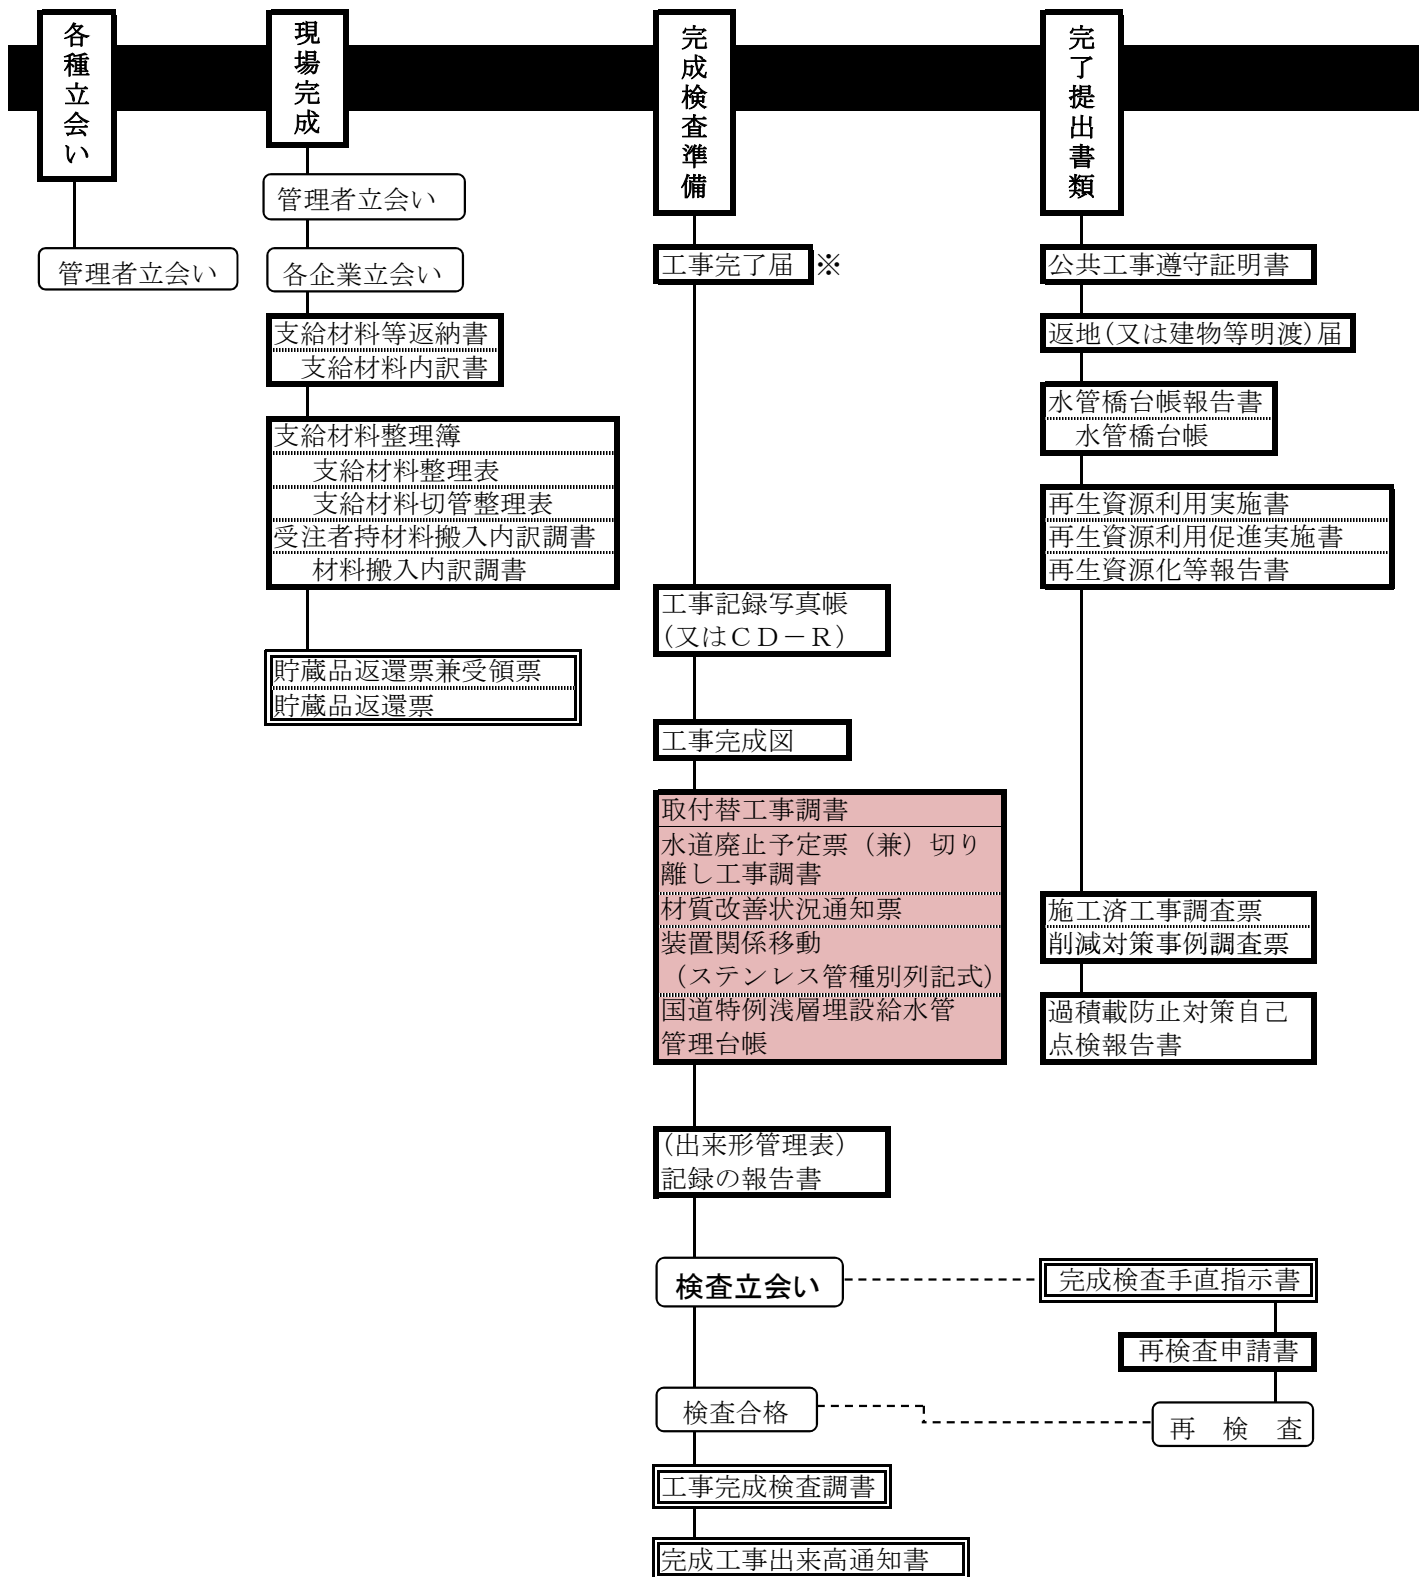 各種立会い
管理者立会い
現場完成
管理者立会い
各企業立会い
支給材料等返納書
支給材料内訳書
支給材料整理簿
支給材料整理表
支給材料切管整理表
受注者持材料搬入内訳調書
材料搬入内訳調書
貯蔵品返還票兼受領票
貯蔵品返還票
完成検査準備
工事完了届※
工事記録写真帳
(又はＣＤ－Ｒ)
工事完成図
取付替工事調書
水道廃止予定票（兼）切り
離し工事調書
材質改善状況通知票
装置関係移動
（ステンレス管種別列記式）
国道特例浅層埋設給水管
管理台帳
(出来形管理表)
記録の報告書
検査立会い
検査合格
工事完成検査調書
完成工事出来高通知書
完了提出書類
公共工事遵守証明書
返地(又は建物等明渡)届
水管橋台帳報告書
水管橋台帳
再生資源利用実施書
再生資源利用促進実施書
再生資源化等報告書
施工済工事調査票
削減対策事例調査票
過積載防止対策自己
点検報告書
完成検査手直指示書
再検査申請書
再　検　査